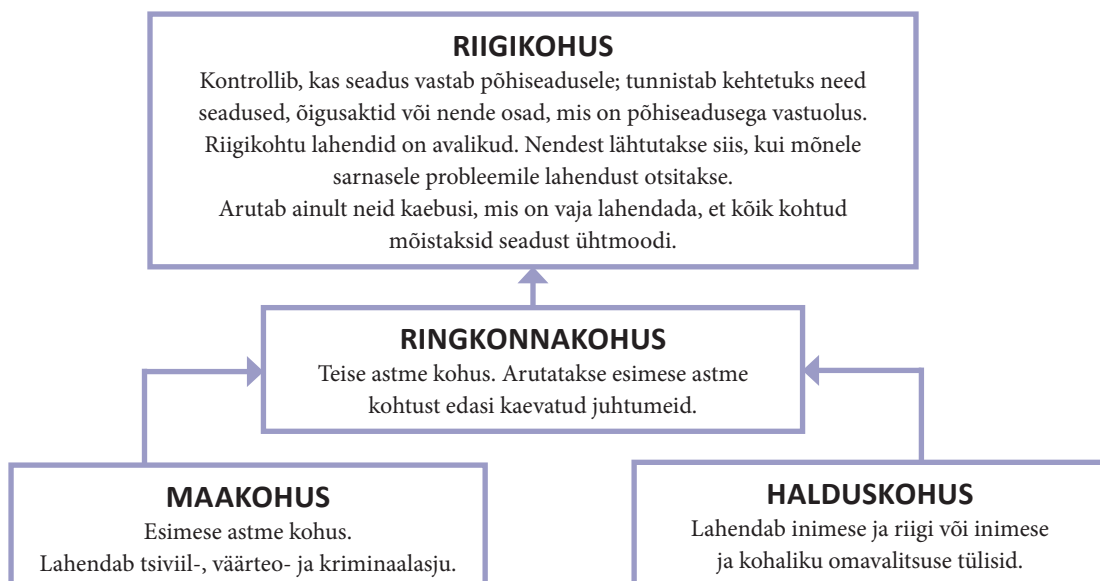 RIIGIKOHUS
Kontrollib, kas seadus vastab põhiseadusele; tunnistab kehtetuks need
seadused, õigusaktid või nende osad, mis on põhiseadusega vastuolus.
Riigikohtu lahendid on avalikud. Nendest lähtutakse siis, kui mõnele
sarnasele probleemile lahendust otsitakse.
Arutab ainult neid kaebusi, mis on vaja lahendada, et kõik kohtud
mõistaksid seadust ühtmoodi.
RINGKONNAKOHUS
Teise astme kohus. Arutatakse esimese astme
kohtust edasi kaevatud juhtumeid.
MAAKOHUS
Esimese astme kohus.
Lahendab tsiviil-, väärteo- ja kriminaalasju.
HALDUSKOHUS
Lahendab inimese ja riigi või inimese
ja kohaliku omavalitsuse tülisid.